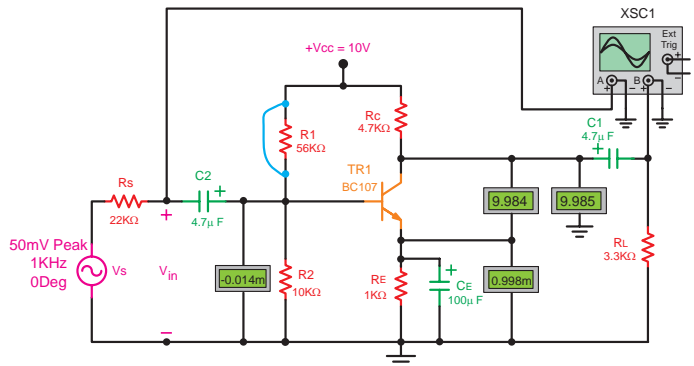 XSC1
Ext
Trig
+
−
A
B
+ −
+ −
+Vcc = 10V
Rc
4.7KΩ
C1
4.7µ F
+
R1
56KΩ
TR1
BC107
C2
4.7µ F
+
Rs
22KΩ
+
9.984
9.985
50mV Peak
1KHz
0Deg
Vs
Vin
-0.014m
R2
10KΩ
RE
1KΩ
+
CE
100µ F
0.998m
RL
3.3KΩ
−